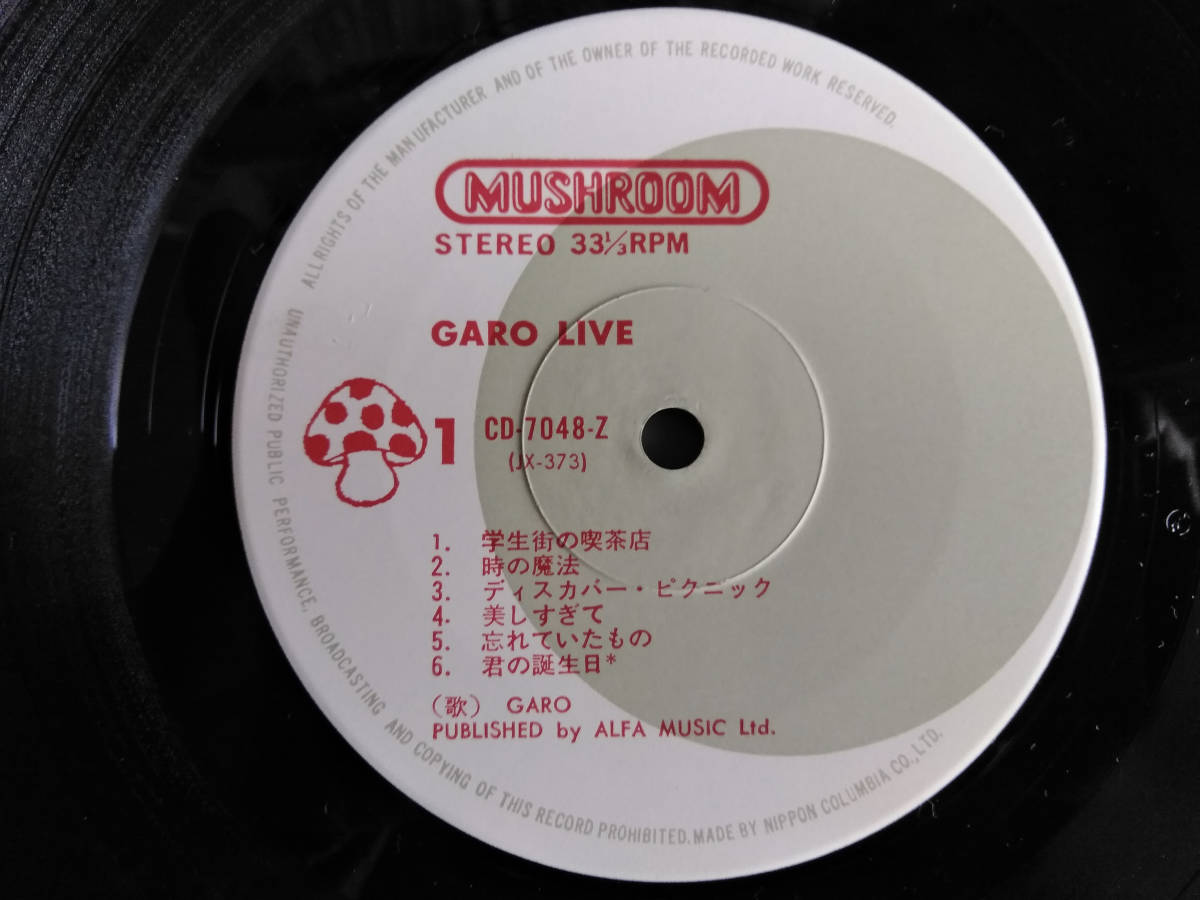 ALL RIGHTS OF THE MANUFACTURER AND OF THE OWNER OF THE RECORDED WORK RESERVED.
MUSHROOM
STEREO 33⅓RPM
GARO LIVE
1 CD-7048-Z
(JX-373)
1. 学生街の喫茶店
2. 時の魔法
3. ディスカバー・ピクニック
4. 美しすぎて
5. 忘れていたもの
6. 君の誕生日*
(歌) GARO
PUBLISHED by ALFA MUSIC Ltd.
UNAUTHORIZED PUBLIC PERFORMANCE, BROADCASTING AND COPYING OF THIS RECORD PROHIBITED. MADE BY NIPPON COLUMBIA CO., LTD.